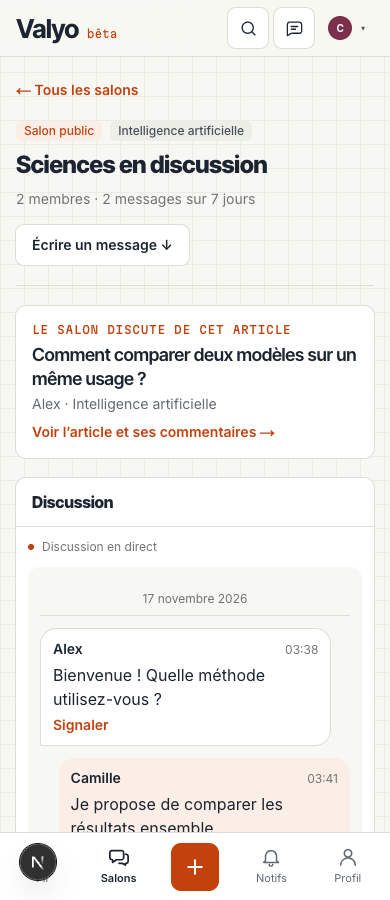 Valyo bêta
C
← Tous les salons
Salon public Intelligence artificielle
Sciences en discussion
2 membres · 2 messages sur 7 jours
Écrire un message ↓
LE SALON DISCUTE DE CET ARTICLE
Comment comparer deux modèles sur un
même usage ?
Alex · Intelligence artificielle
Voir l’article et ses commentaires →
Discussion
Discussion en direct
17 novembre 2026
Alex 03:38
Bienvenue ! Quelle méthode
utilisez-vous ?
Signaler
Camille 03:41
Je propose de comparer les
résultats ensemble
N
Salons Notifs Profil